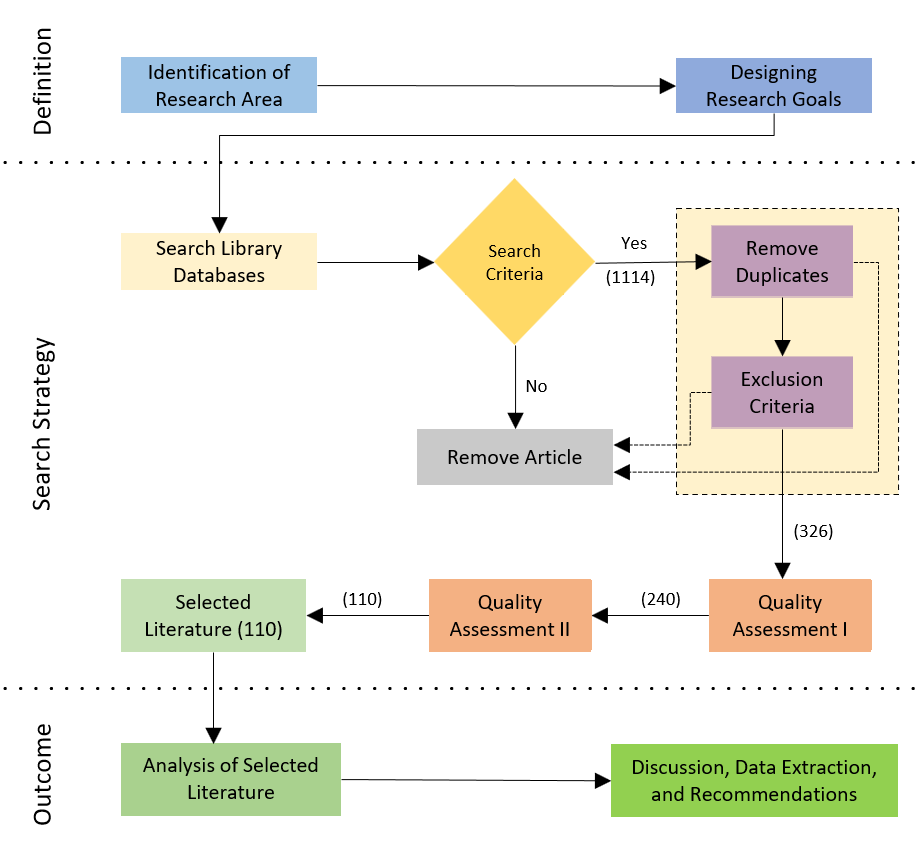 Definition
Identification of
Research Area
Designing
Research Goals
Search Strategy
Search Library
Databases
Search
Criteria
Yes
(1114)
No
Remove
Duplicates
Exclusion
Criteria
Remove Article
(326)
Quality
Assessment I
(240)
Quality
Assessment II
(110)
Selected
Literature (110)
Outcome
Analysis of Selected
Literature
Discussion, Data Extraction,
and Recommendations